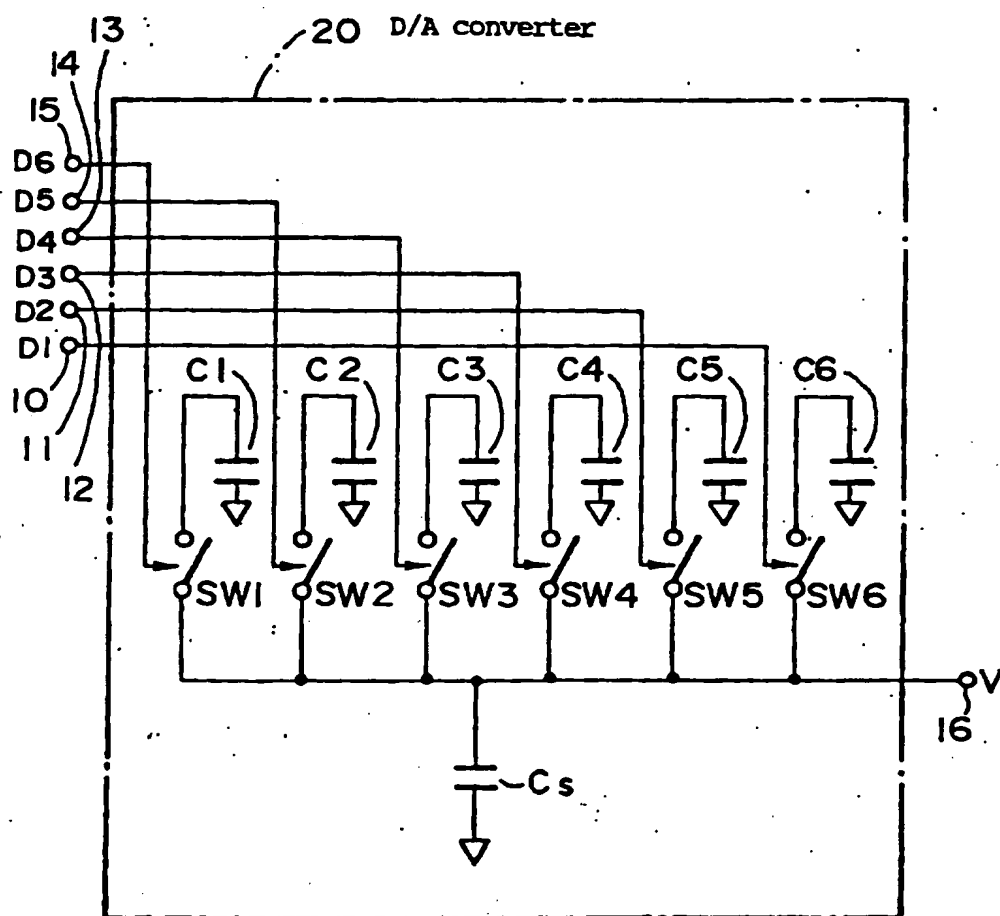 13
20 D/A converter
14
15
D6
D5
D4
D3
D2
D1
10
11
12
C1 C2 C3 C4 C5 C6
SW1 SW2 SW3 SW4 SW5 SW6
V
16
Cs